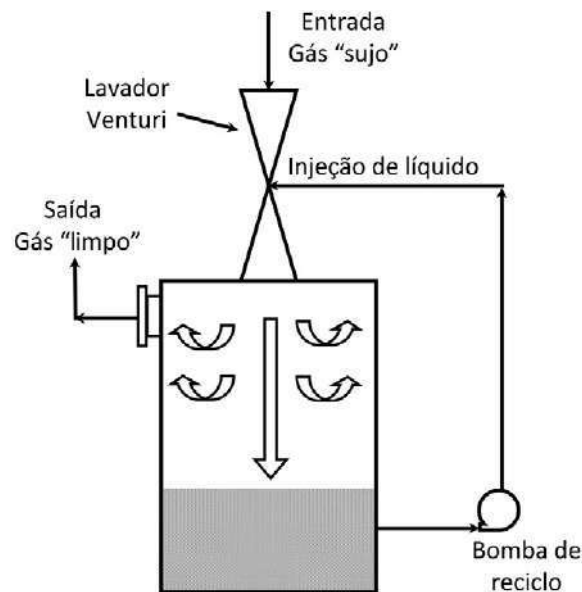 Entrada
Gás “sujo”
Lavador
Venturi
Injeção de líquido
Saída
Gás “limpo”
Bomba de
reciclo